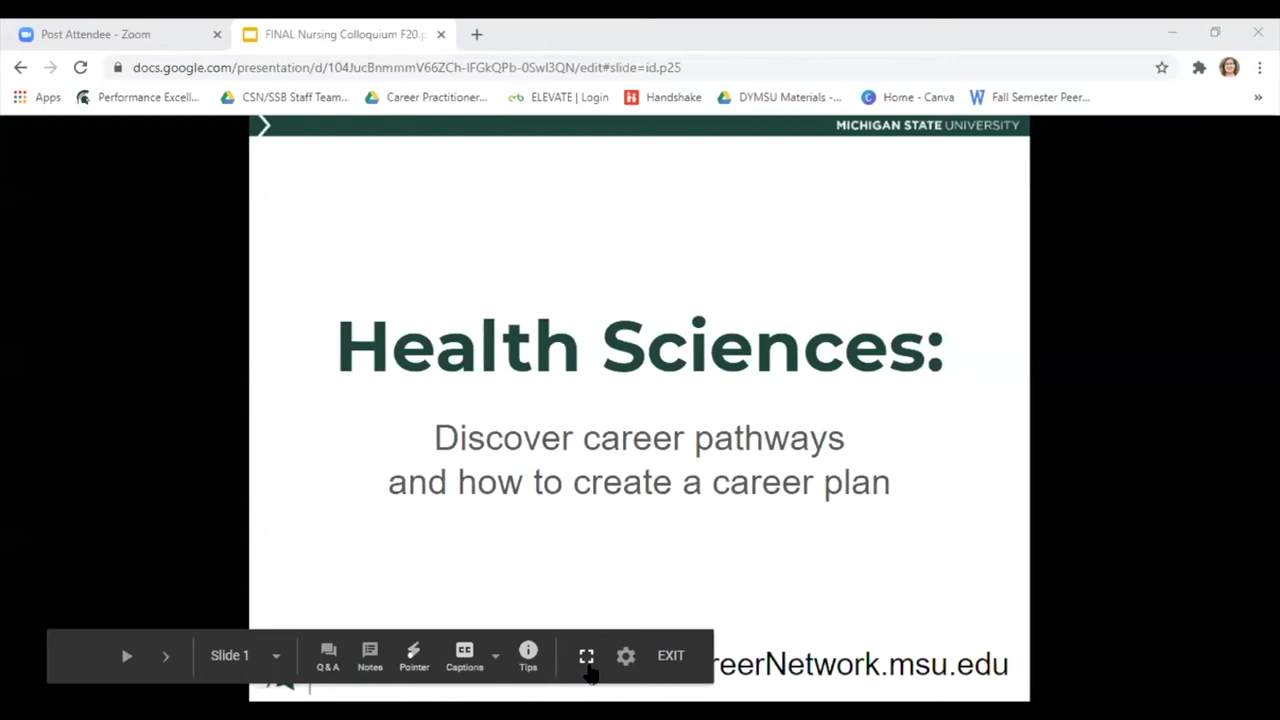 Post Attendee - Zoom
FINAL Nursing Colloquium F20.p
docs.google.com/presentation/d/104JucBnmmmV66ZCh-IFGkQPb-0SwI3QN/edit#slide=id.p25
Apps
Performance Excell...
CSN/SSB Staff Team...
Career Practitioner...
ELEVATE | Login
Handshake
DYMSU Materials -...
Home - Canva
Fall Semester Peer...
MICHIGAN STATE UNIVERSITY
Health Sciences:
Discover career pathways
and how to create a career plan
Slide 1
Q & A
Notes
Pointer
CC
Captions
Tips
EXIT
reerNetwork.msu.edu